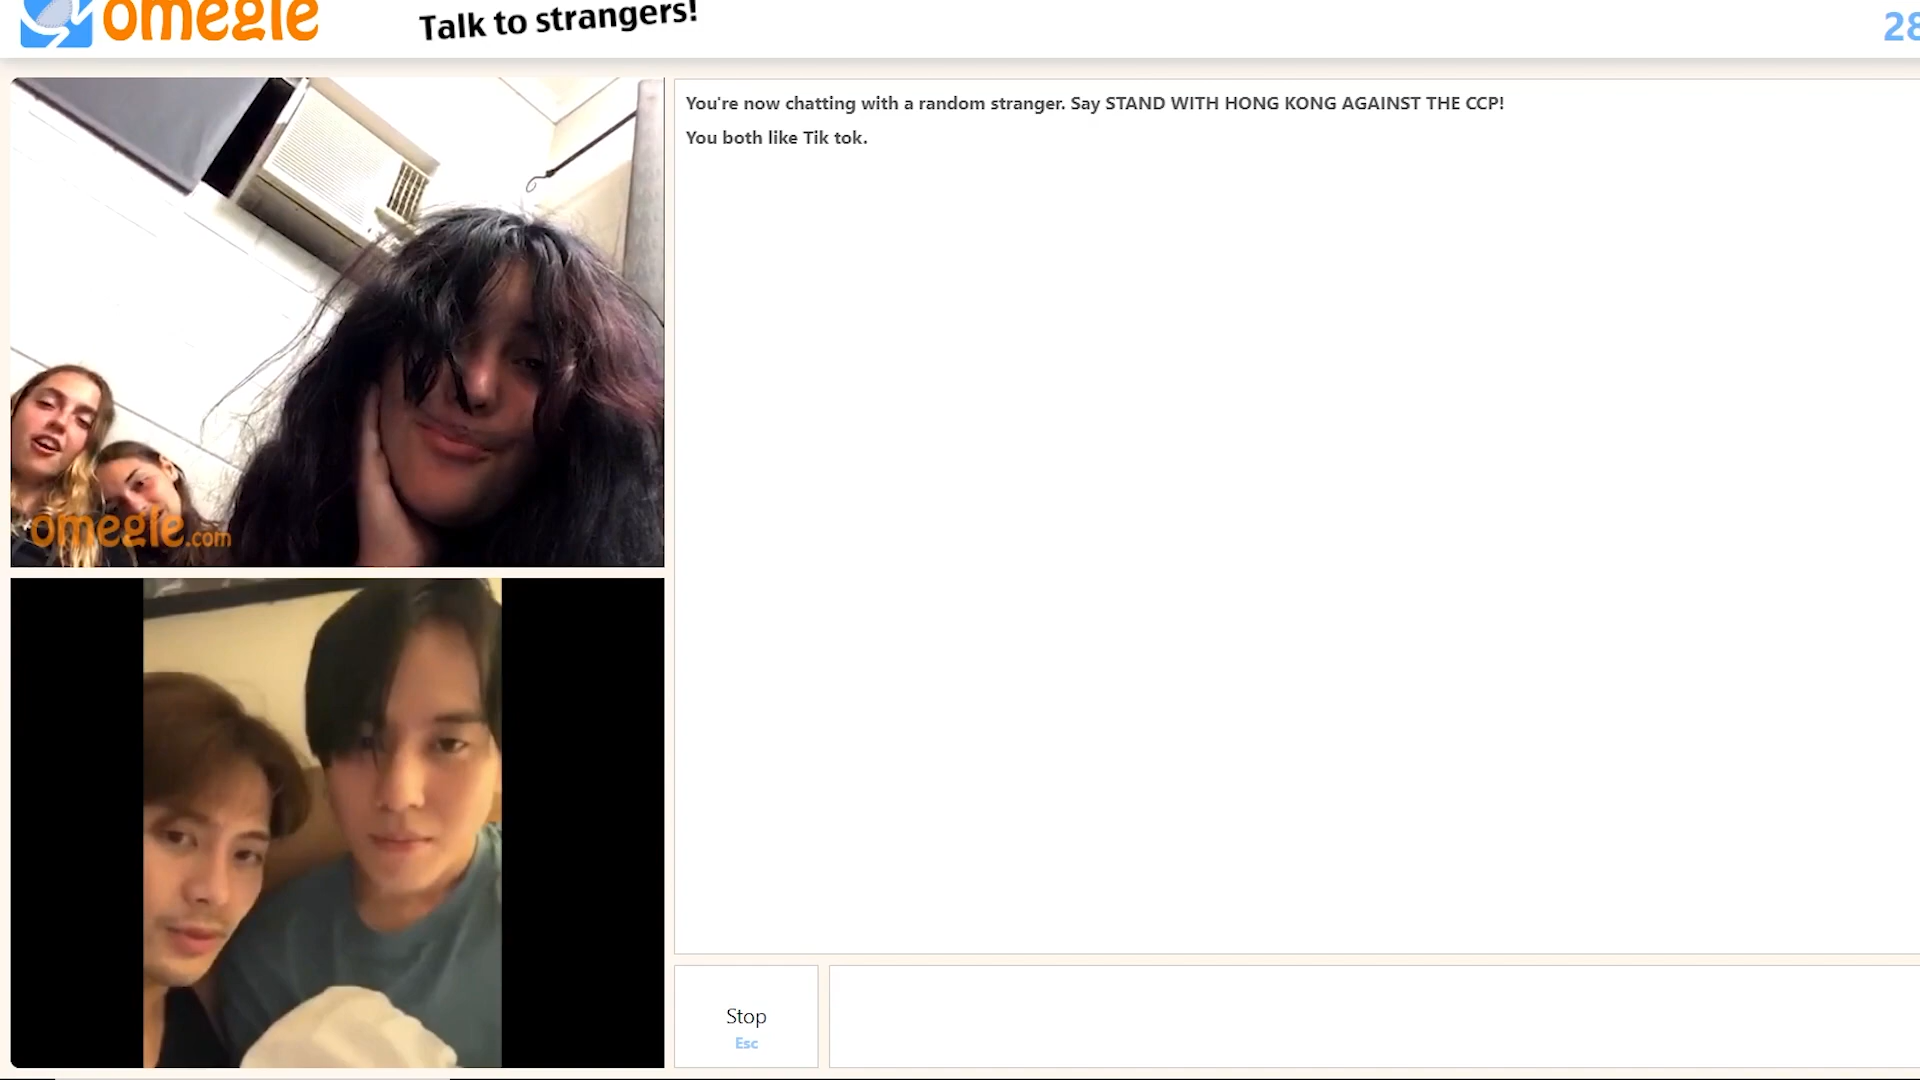 omegle
Talk to strangers!
28
You're now chatting with a random stranger. Say STAND WITH HONG KONG AGAINST THE CCP!
You both like Tik tok.
omegle.com
Stop
Esc